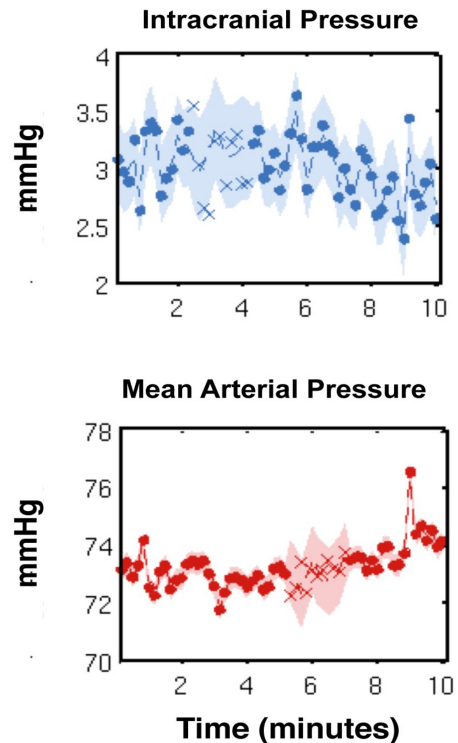 Intracranial Pressure
4
3.5
3
2.5
2
mmHg
2 4 6 8 10
Mean Arterial Pressure
78
76
74
72
70
mmHg
2 4 6 8 10
Time (minutes)